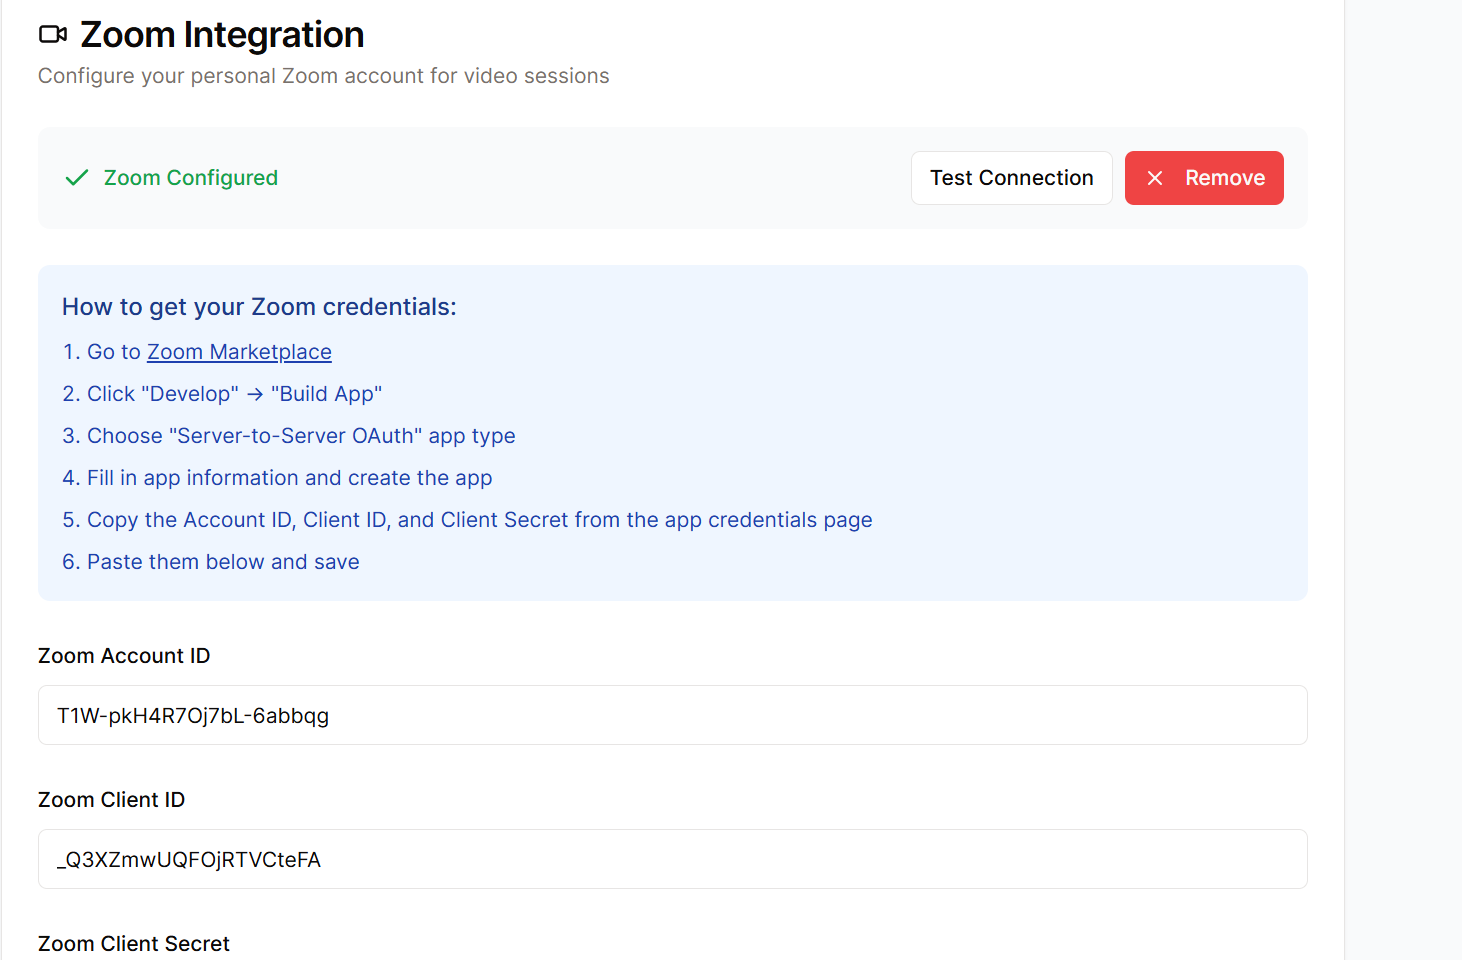 Zoom Integration
Configure your personal Zoom account for video sessions
Zoom Configured
Test Connection
Remove
How to get your Zoom credentials:
1. Go to Zoom Marketplace
2. Click "Develop" → "Build App"
3. Choose "Server-to-Server OAuth" app type
4. Fill in app information and create the app
5. Copy the Account ID, Client ID, and Client Secret from the app credentials page
6. Paste them below and save
Zoom Account ID
T1W-pkH4R7Oj7bL-6abbqg
Zoom Client ID
_Q3XZmwUQFOjRTVCteFA
Zoom Client Secret